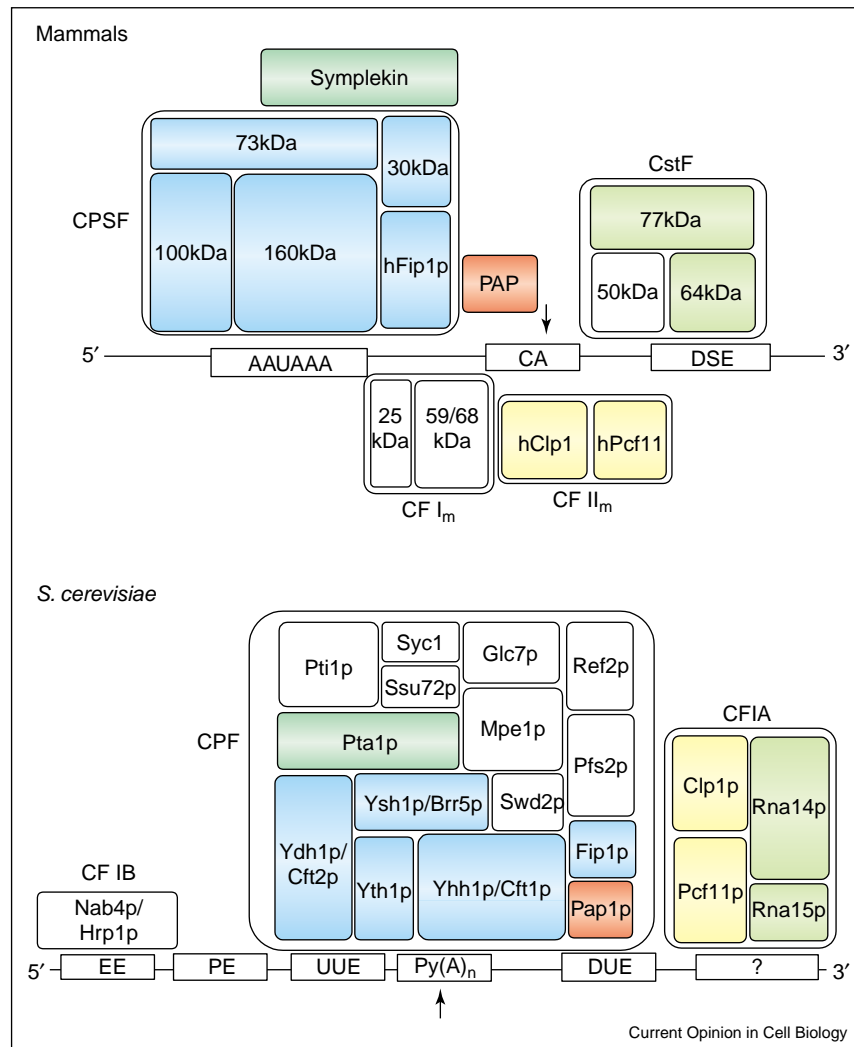 Mammals
Symplekin
CPSF
73kDa
30kDa
100kDa
160kDa
hFip1p
PAP
CstF
77kDa
50kDa
64kDa
5′
AAUAAA
CA
DSE
3′
25
kDa
59/68
kDa
CF Im
hClp1
hPcf11
CF IIm
S. cerevisiae
CPF
Pti1p
Syc1
Ssu72p
Glc7p
Ref2p
Pta1p
Mpe1p
Pfs2p
Ysh1p/Brr5p
Swd2p
Ydh1p/
Cft2p
Yth1p
Yhh1p/Cft1p
Fip1p
Pap1p
CFIA
Clp1p
Rna14p
Pcf11p
Rna15p
CF IB
Nab4p/
Hrp1p
5′
EE
PE
UUE
Py(A)n
DUE
?
3′
Current Opinion in Cell Biology